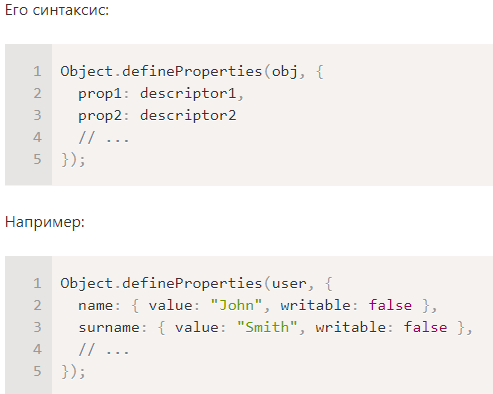 Его синтаксис:
1 Object.defineProperties(obj, {
2   prop1: descriptor1,
3   prop2: descriptor2
4   // ...
5 });
Например:
1 Object.defineProperties(user, {
2   name: { value: "John", writable: false },
3   surname: { value: "Smith", writable: false },
4   // ...
5 });